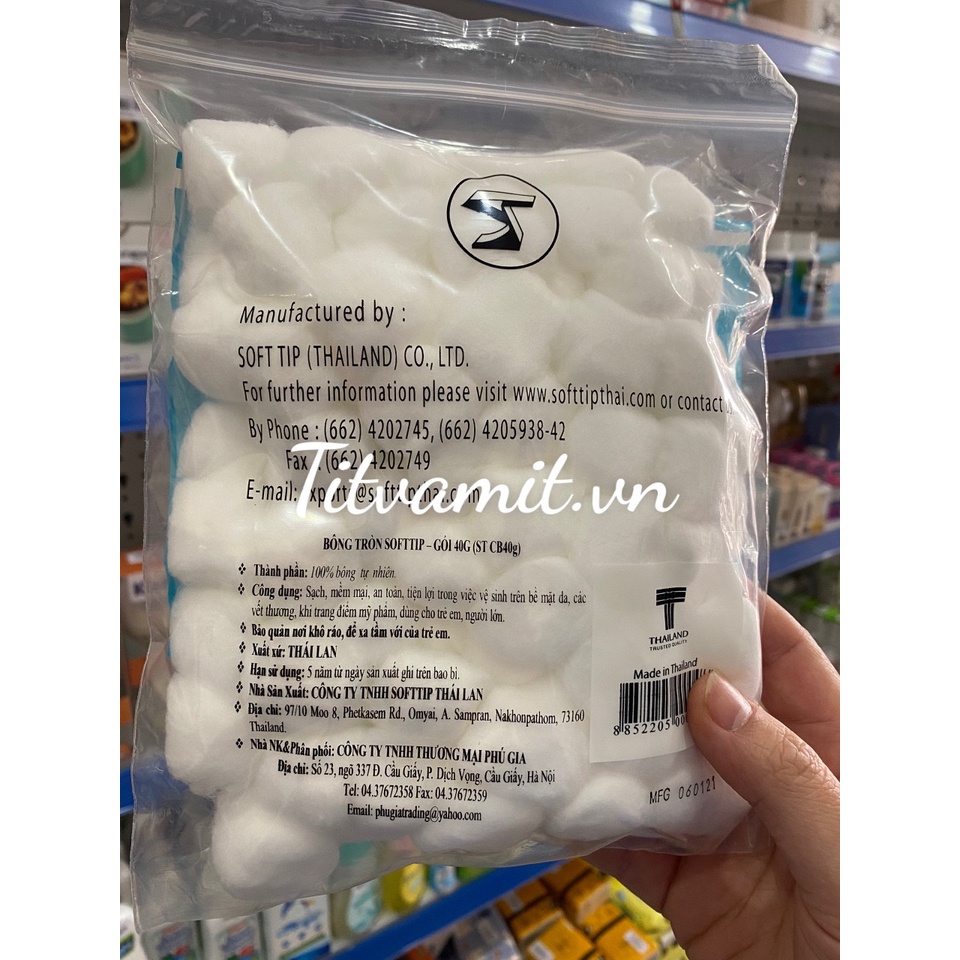 ST
Manufactured by :
SOFT TIP (THAILAND) CO., LTD.
For further information please visit www.softtipthai.com or contact
By Phone : (662) 4202745, (662) 4205938-42
Fax : (662) 4202749
E-mail:
Titvamit.vn
BÔNG TRÒN SOFTTIP – GÓI 40G (ST CB40g)
❖ Thành phần: 100% bông tự nhiên.
❖ Công dụng: Sạch, mềm mại, an toàn, tiện lợi trong việc vệ sinh trên bề mặt da, các
vết thương, khi trang điểm mỹ phẩm, dùng cho trẻ em, người lớn.
❖ Bảo quản nơi khô ráo, để xa tầm với của trẻ em.
❖ Xuất xứ: THÁI LAN
❖ Hạn sử dụng: 5 năm từ ngày sản xuất ghi trên bao bì.
❖ Nhà Sản Xuất: CÔNG TY TNHH SOFTTIP THÁI LAN
❖ Địa chỉ: 97/10 Moo 8, Phetkasem Rd., Omyai, A. Sampran, Nakhonpathom, 73160
Thailand.
❖ Nhà NK&Phân phối: CÔNG TY TNHH THƯƠNG MẠI PHÚ GIA
Địa chỉ: Số 23, ngõ 337 Đ. Cầu Giấy, P. Dịch Vọng, Cầu Giấy, Hà Nội
Tel: 04.37672358 Fax: 04.37672359
Email: phugiatrading@yahoo.com
THAILAND
TRUSTED QUALITY
Made in Thailand
8 852205 00
MFG 060121